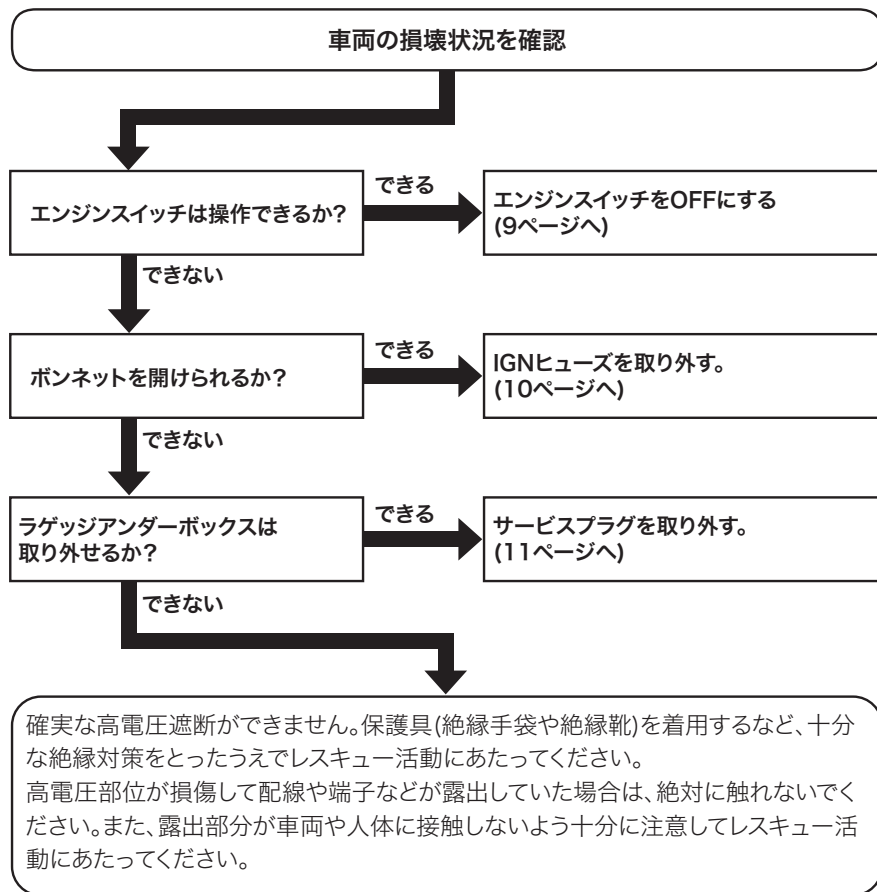 車両の損壊状況を確認
エンジンスイッチは操作できるか?
できる
エンジンスイッチをOFFにする
(9ページへ)
できない
ボンネットを開けられるか?
できる
IGNヒューズを取り外す。
(10ページへ)
できない
ラゲッジアンダーボックスは
取り外せるか?
できる
サービスプラグを取り外す。
(11ページへ)
できない
確実な高電圧遮断ができません。保護具(絶縁手袋や絶縁靴)を着用するなど、十分
な絶縁対策をとったうえでレスキュー活動にあたってください。
高電圧部位が損傷して配線や端子などが露出していた場合は、絶対に触れないでく
ださい。また、露出部分が車両や人体に接触しないよう十分に注意してレスキュー活
動にあたってください。